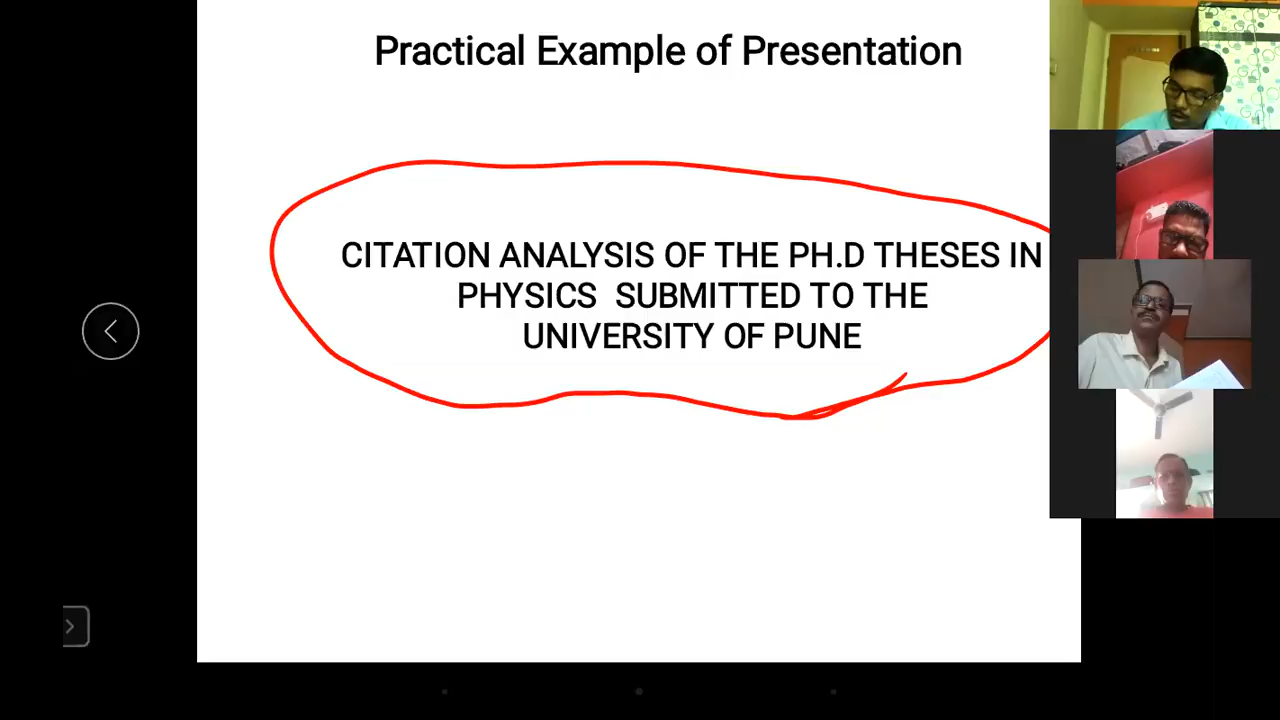 Practical Example of Presentation
CITATION ANALYSIS OF THE PH.D THESES IN
PHYSICS SUBMITTED TO THE
UNIVERSITY OF PUNE